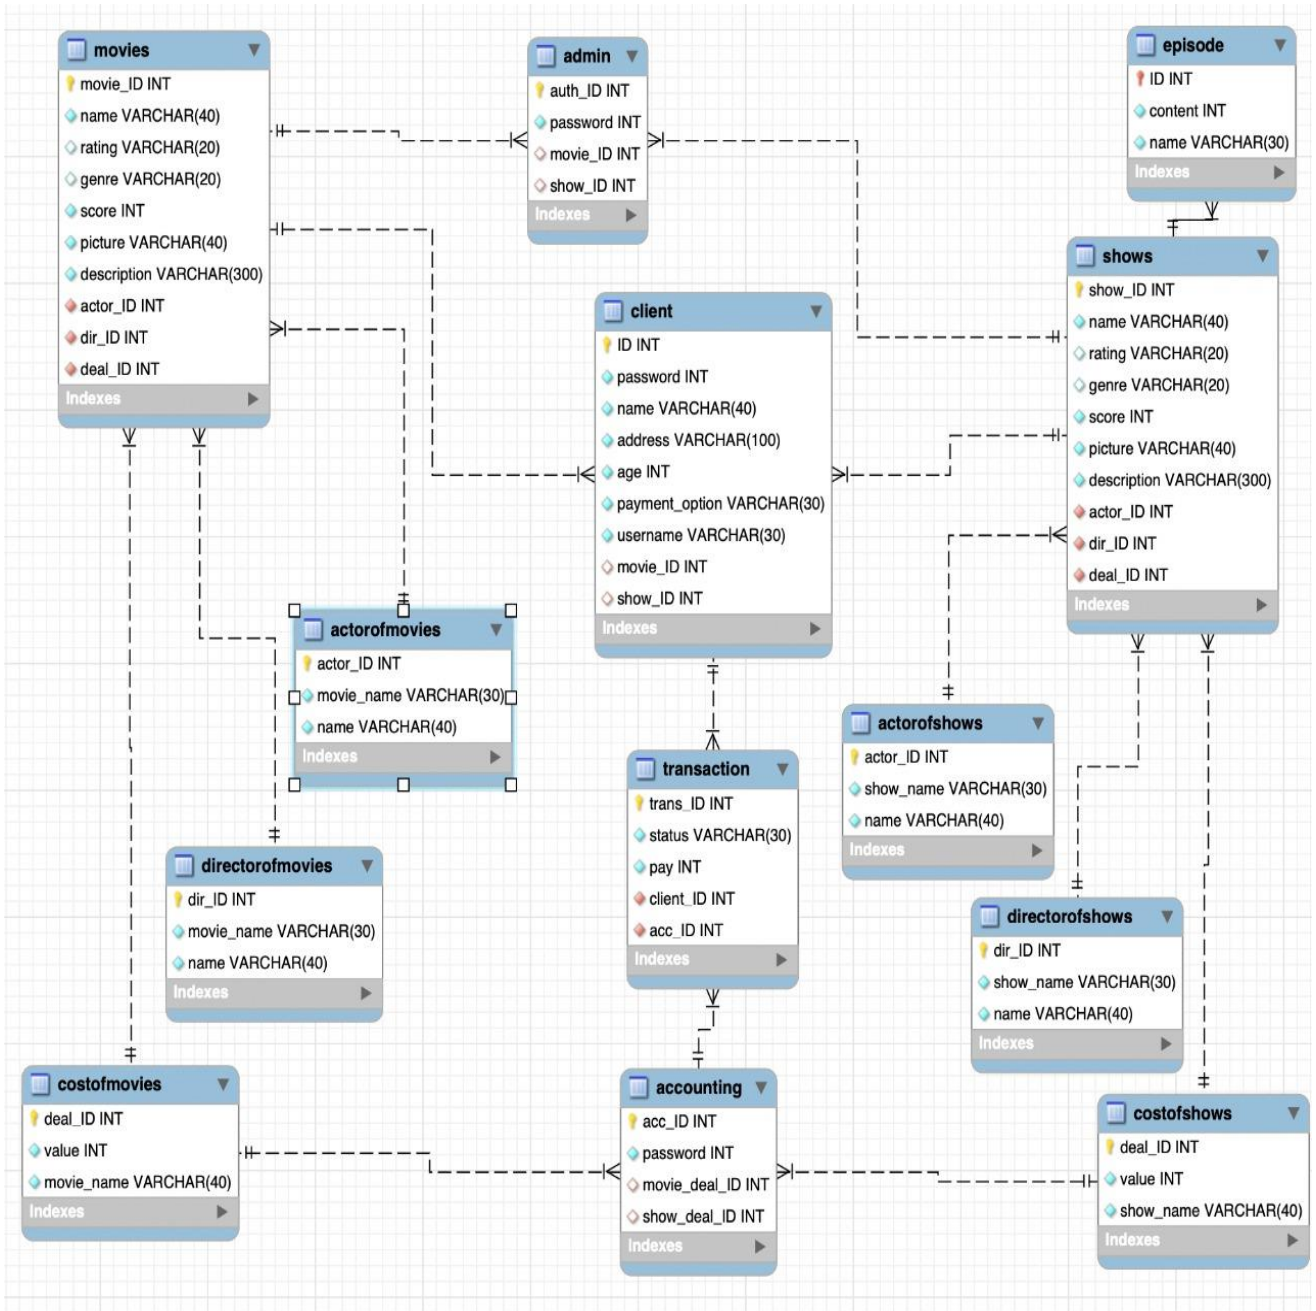 movies
movie_ID INT
name VARCHAR(40)
rating VARCHAR(20)
genre VARCHAR(20)
score INT
picture VARCHAR(40)
description VARCHAR(300)
actor_ID INT
dir_ID INT
deal_ID INT
Indexes
admin
auth_ID INT
password INT
movie_ID INT
show_ID INT
Indexes
episode
ID INT
content INT
name VARCHAR(30)
Indexes
client
ID INT
password INT
name VARCHAR(40)
address VARCHAR(100)
age INT
payment_option VARCHAR(30)
username VARCHAR(30)
movie_ID INT
show_ID INT
Indexes
shows
show_ID INT
name VARCHAR(40)
rating VARCHAR(20)
genre VARCHAR(20)
score INT
picture VARCHAR(40)
description VARCHAR(300)
actor_ID INT
dir_ID INT
deal_ID INT
Indexes
actorofmovies
actor_ID INT
movie_name VARCHAR(30)
name VARCHAR(40)
Indexes
actorofshows
actor_ID INT
show_name VARCHAR(30)
name VARCHAR(40)
Indexes
transaction
trans_ID INT
status VARCHAR(30)
pay INT
client_ID INT
acc_ID INT
Indexes
directorofmovies
dir_ID INT
movie_name VARCHAR(30)
name VARCHAR(40)
Indexes
directorofshows
dir_ID INT
show_name VARCHAR(30)
name VARCHAR(40)
Indexes
costofmovies
deal_ID INT
value INT
movie_name VARCHAR(40)
Indexes
accounting
acc_ID INT
password INT
movie_deal_ID INT
show_deal_ID INT
Indexes
costofshows
deal_ID INT
value INT
show_name VARCHAR(40)
Indexes